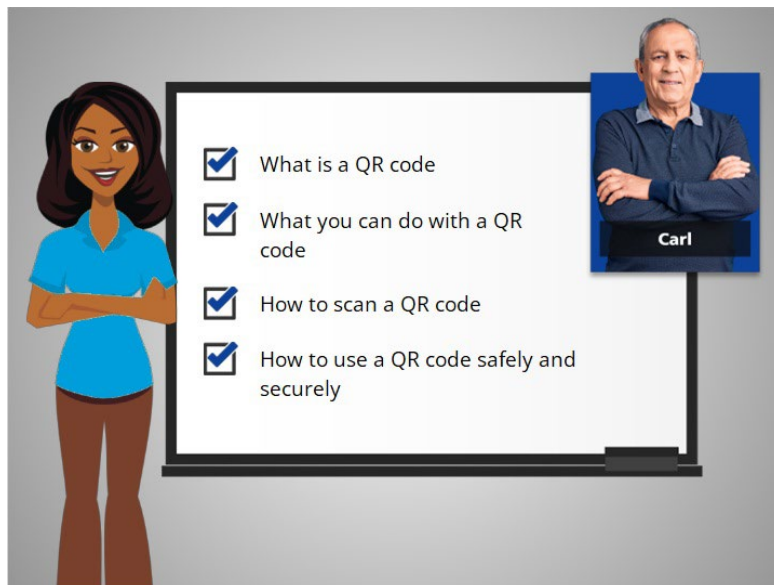 What is a QR code
What you can do with a QR
code
How to scan a QR code
How to use a QR code safely and
securely
Carl